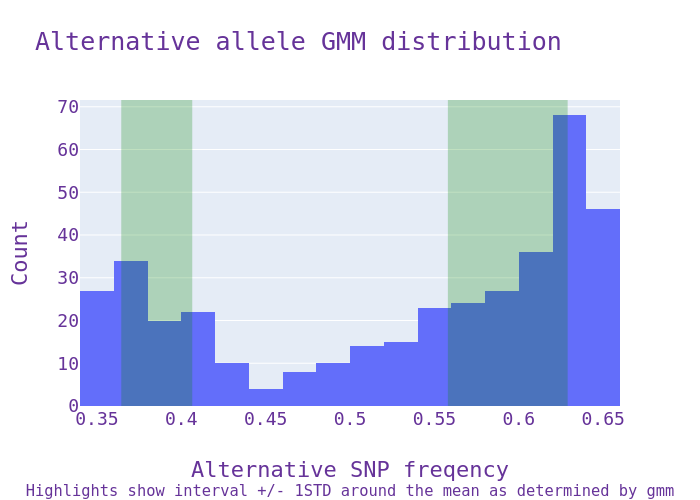 Alternative allele GMM distribution
70
60
50
40
30
20
10
0
Count
0.35 0.4 0.45 0.5 0.55 0.6 0.65
Alternative SNP freqency
Highlights show interval +/- 1STD around the mean as determined by gmm